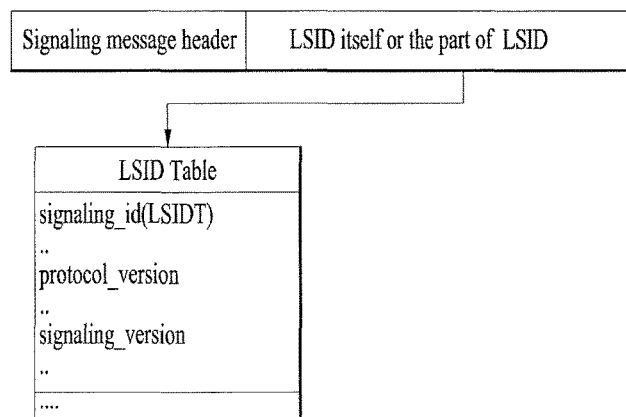 Signaling message header
LSID itself or the part of LSID
LSID Table
signaling_id(LSIDT)
..
protocol_version
..
signaling_version
..
....